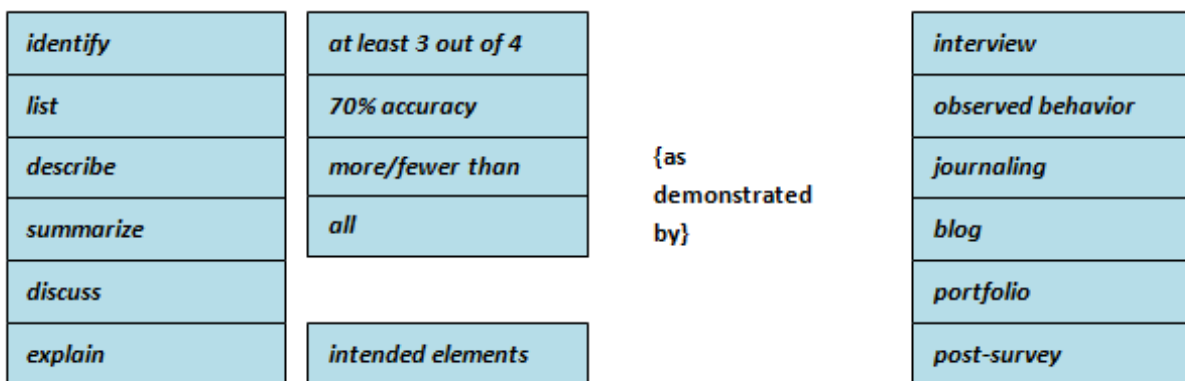 identify
list
describe
summarize
discuss
explain
at least 3 out of 4
70% accuracy
more/fewer than
all
intended elements
{as
demonstrated
by}
interview
observed behavior
journaling
blog
portfolio
post-survey